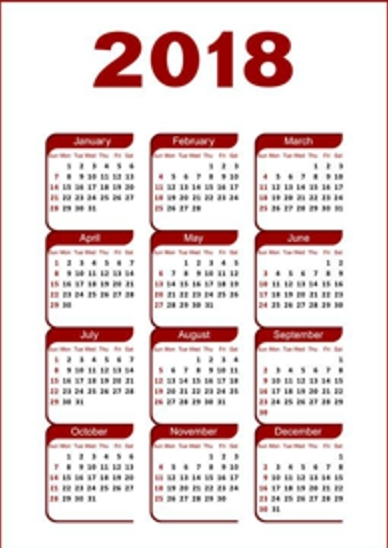 2018
January
Sun Mon Tue Wed Thu Fri Sat
1 2 3 4 5 6
7 8 9 10 11 12 13
14 15 16 17 18 19 20
21 22 23 24 25 26 27
28 29 30 31
February
Sun Mon Tue Wed Thu Fri Sat
1 2 3
4 5 6 7 8 9 10
11 12 13 14 15 16 17
18 19 20 21 22 23 24
25 26 27 28
March
Sun Mon Tue Wed Thu Fri Sat
1 2 3
4 5 6 7 8 9 10
11 12 13 14 15 16 17
18 19 20 21 22 23 24
25 26 27 28 29 30 31
April
Sun Mon Tue Wed Thu Fri Sat
1 2 3 4 5 6 7
8 9 10 11 12 13 14
15 16 17 18 19 20 21
22 23 24 25 26 27 28
29 30
May
Sun Mon Tue Wed Thu Fri Sat
1 2 3 4 5
6 7 8 9 10 11 12
13 14 15 16 17 18 19
20 21 22 23 24 25 26
27 28 29 30 31
June
Sun Mon Tue Wed Thu Fri Sat
1 2
3 4 5 6 7 8 9
10 11 12 13 14 15 16
17 18 19 20 21 22 23
24 25 26 27 28 29 30
July
Sun Mon Tue Wed Thu Fri Sat
1 2 3 4 5 6 7
8 9 10 11 12 13 14
15 16 17 18 19 20 21
22 23 24 25 26 27 28
29 30 31
August
Sun Mon Tue Wed Thu Fri Sat
1 2 3 4
5 6 7 8 9 10 11
12 13 14 15 16 17 18
19 20 21 22 23 24 25
26 27 28 29 30 31
September
Sun Mon Tue Wed Thu Fri Sat
1
2 3 4 5 6 7 8
9 10 11 12 13 14 15
16 17 18 19 20 21 22
23 24 25 26 27 28 29
30
October
Sun Mon Tue Wed Thu Fri Sat
1 2 3 4 5 6
7 8 9 10 11 12 13
14 15 16 17 18 19 20
21 22 23 24 25 26 27
28 29 30 31
November
Sun Mon Tue Wed Thu Fri Sat
1 2 3
4 5 6 7 8 9 10
11 12 13 14 15 16 17
18 19 20 21 22 23 24
25 26 27 28 29 30
December
Sun Mon Tue Wed Thu Fri Sat
1
2 3 4 5 6 7 8
9 10 11 12 13 14 15
16 17 18 19 20 21 22
23 24 25 26 27 28 29
30 31